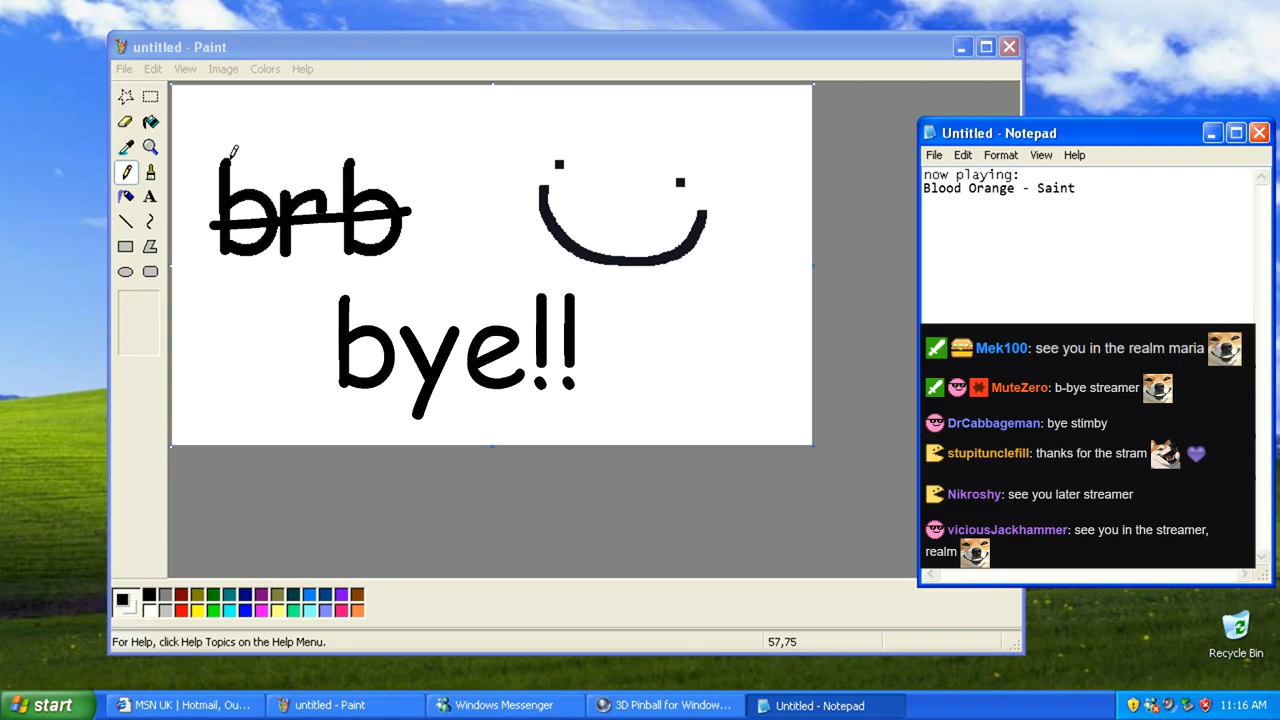 untitled - Paint
File Edit View Image Colors Help
brb
bye!!
For Help, click Help Topics on the Help Menu.
57,75
Untitled - Notepad
File Edit Format View Help
now playing:
Blood Orange - Saint
Mek100: see you in the realm maria
MuteZero: b-bye streamer
DrCabbageman: bye stimby
stupitunclefill: thanks for the stram
Nikroshy: see you later streamer
viciousJackhammer: see you in the streamer,
realm
Recycle Bin
start
MSN UK | Hotmail, Ou...
untitled - Paint
Windows Messenger
3D Pinball for Window...
Untitled - Notepad
11:16 AM